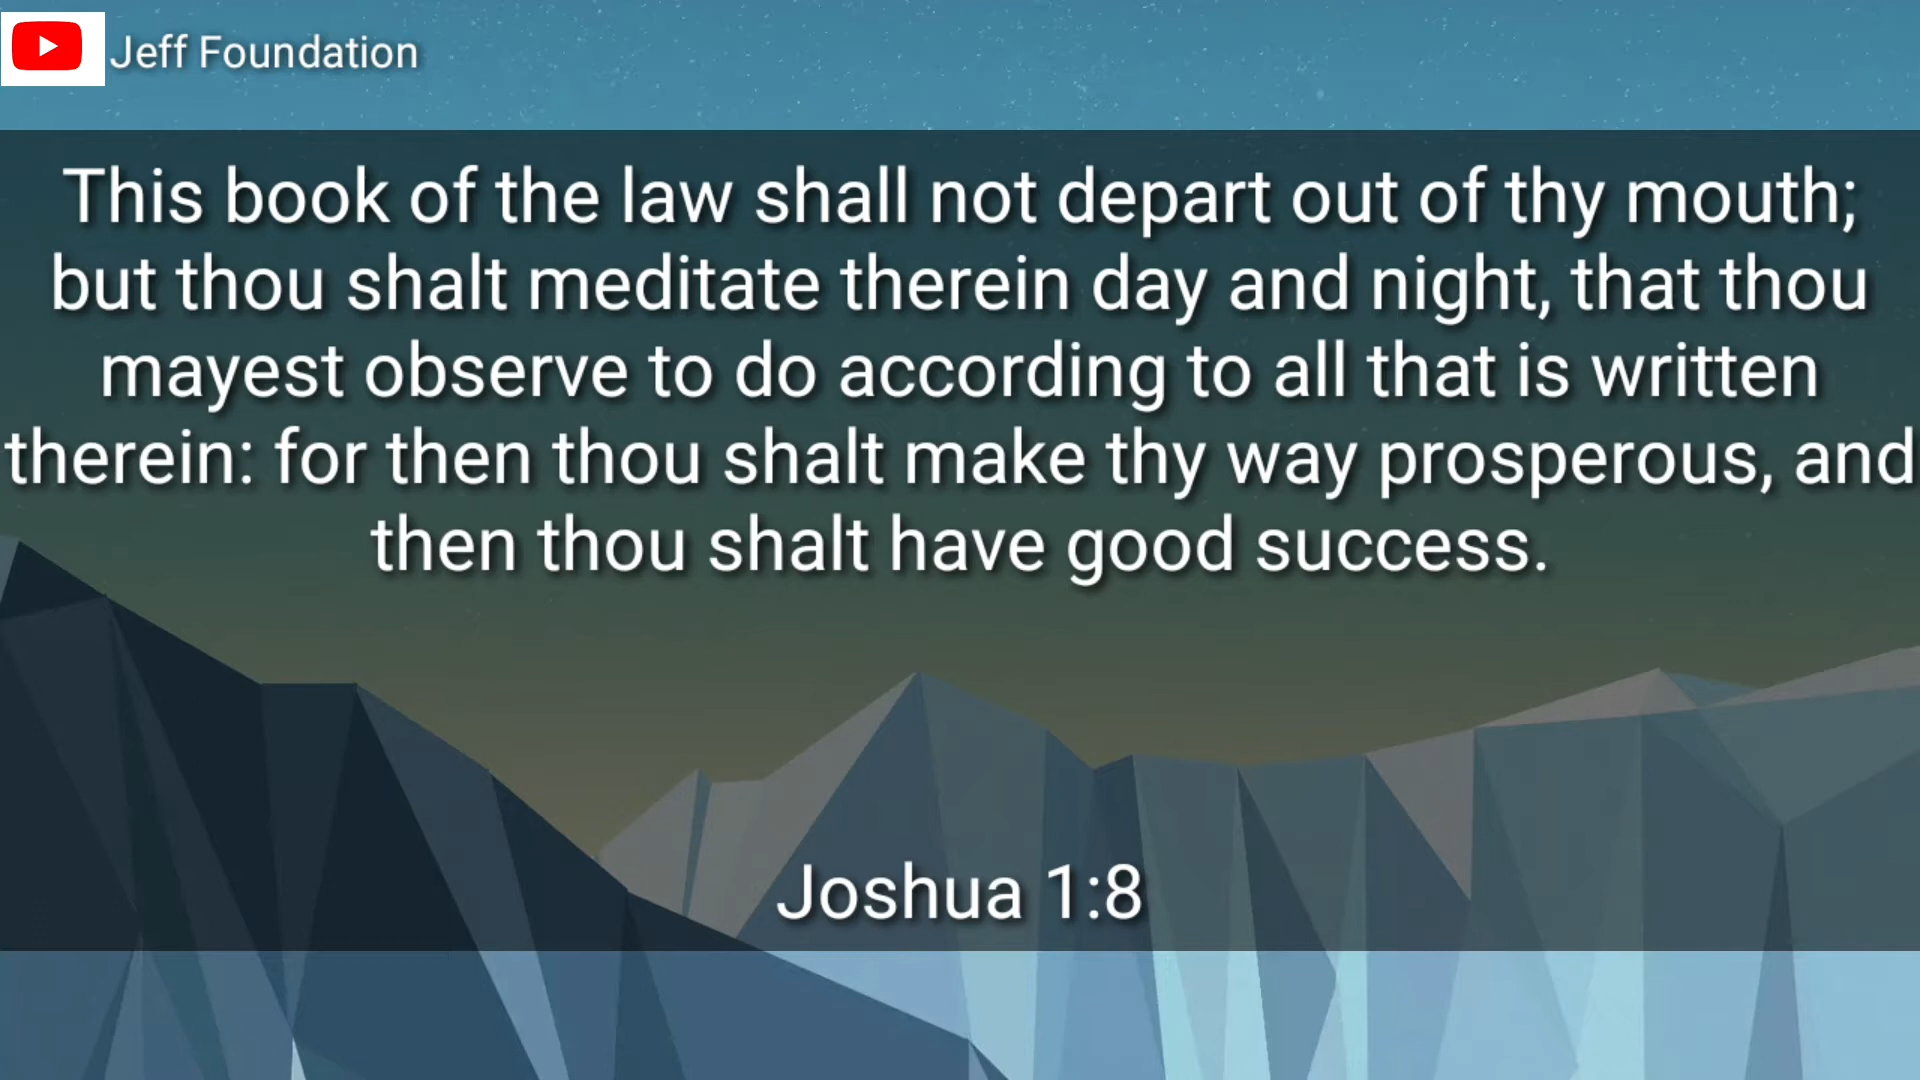 Jeff Foundation
This book of the law shall not depart out of thy mouth;
but thou shalt meditate therein day and night, that thou
mayest observe to do according to all that is written
therein: for then thou shalt make thy way prosperous, and
then thou shalt have good success.
Joshua 1:8